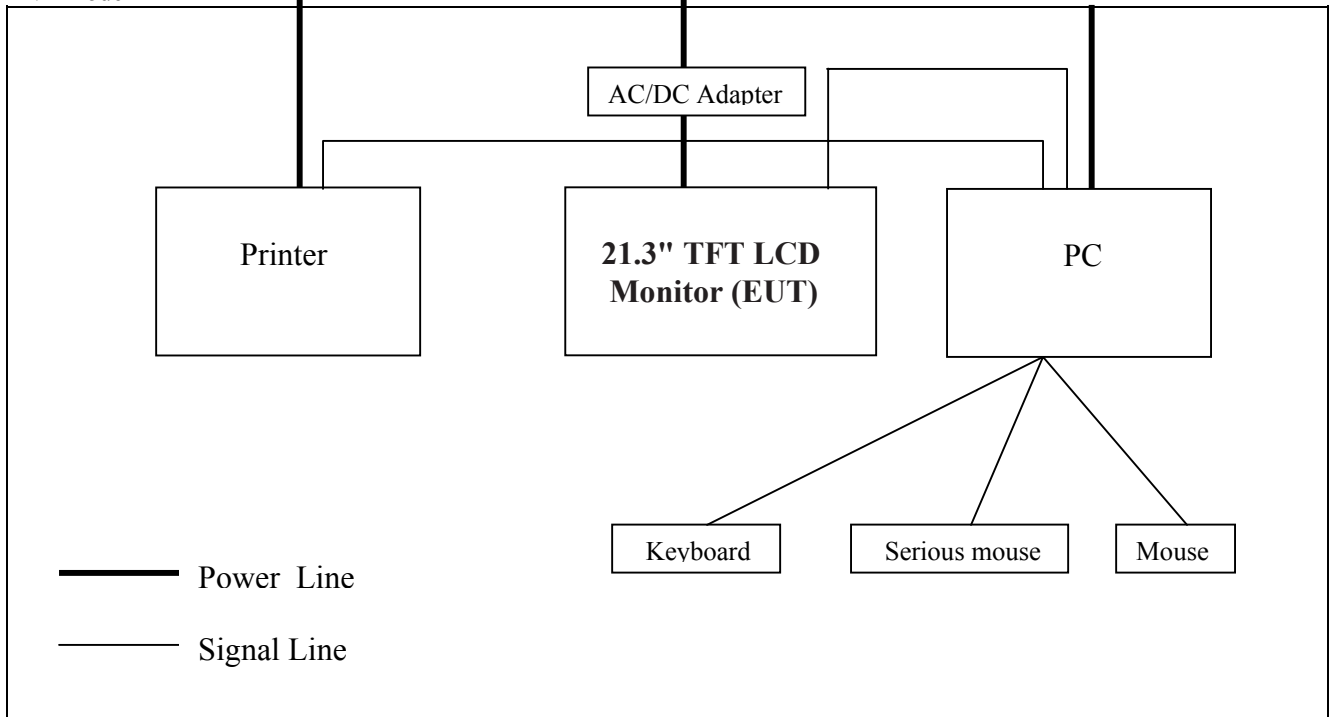 AC/DC Adapter
Printer
21.3" TFT LCD
Monitor (EUT)
PC
Keyboard
Serious mouse
Mouse
Power Line
Signal Line